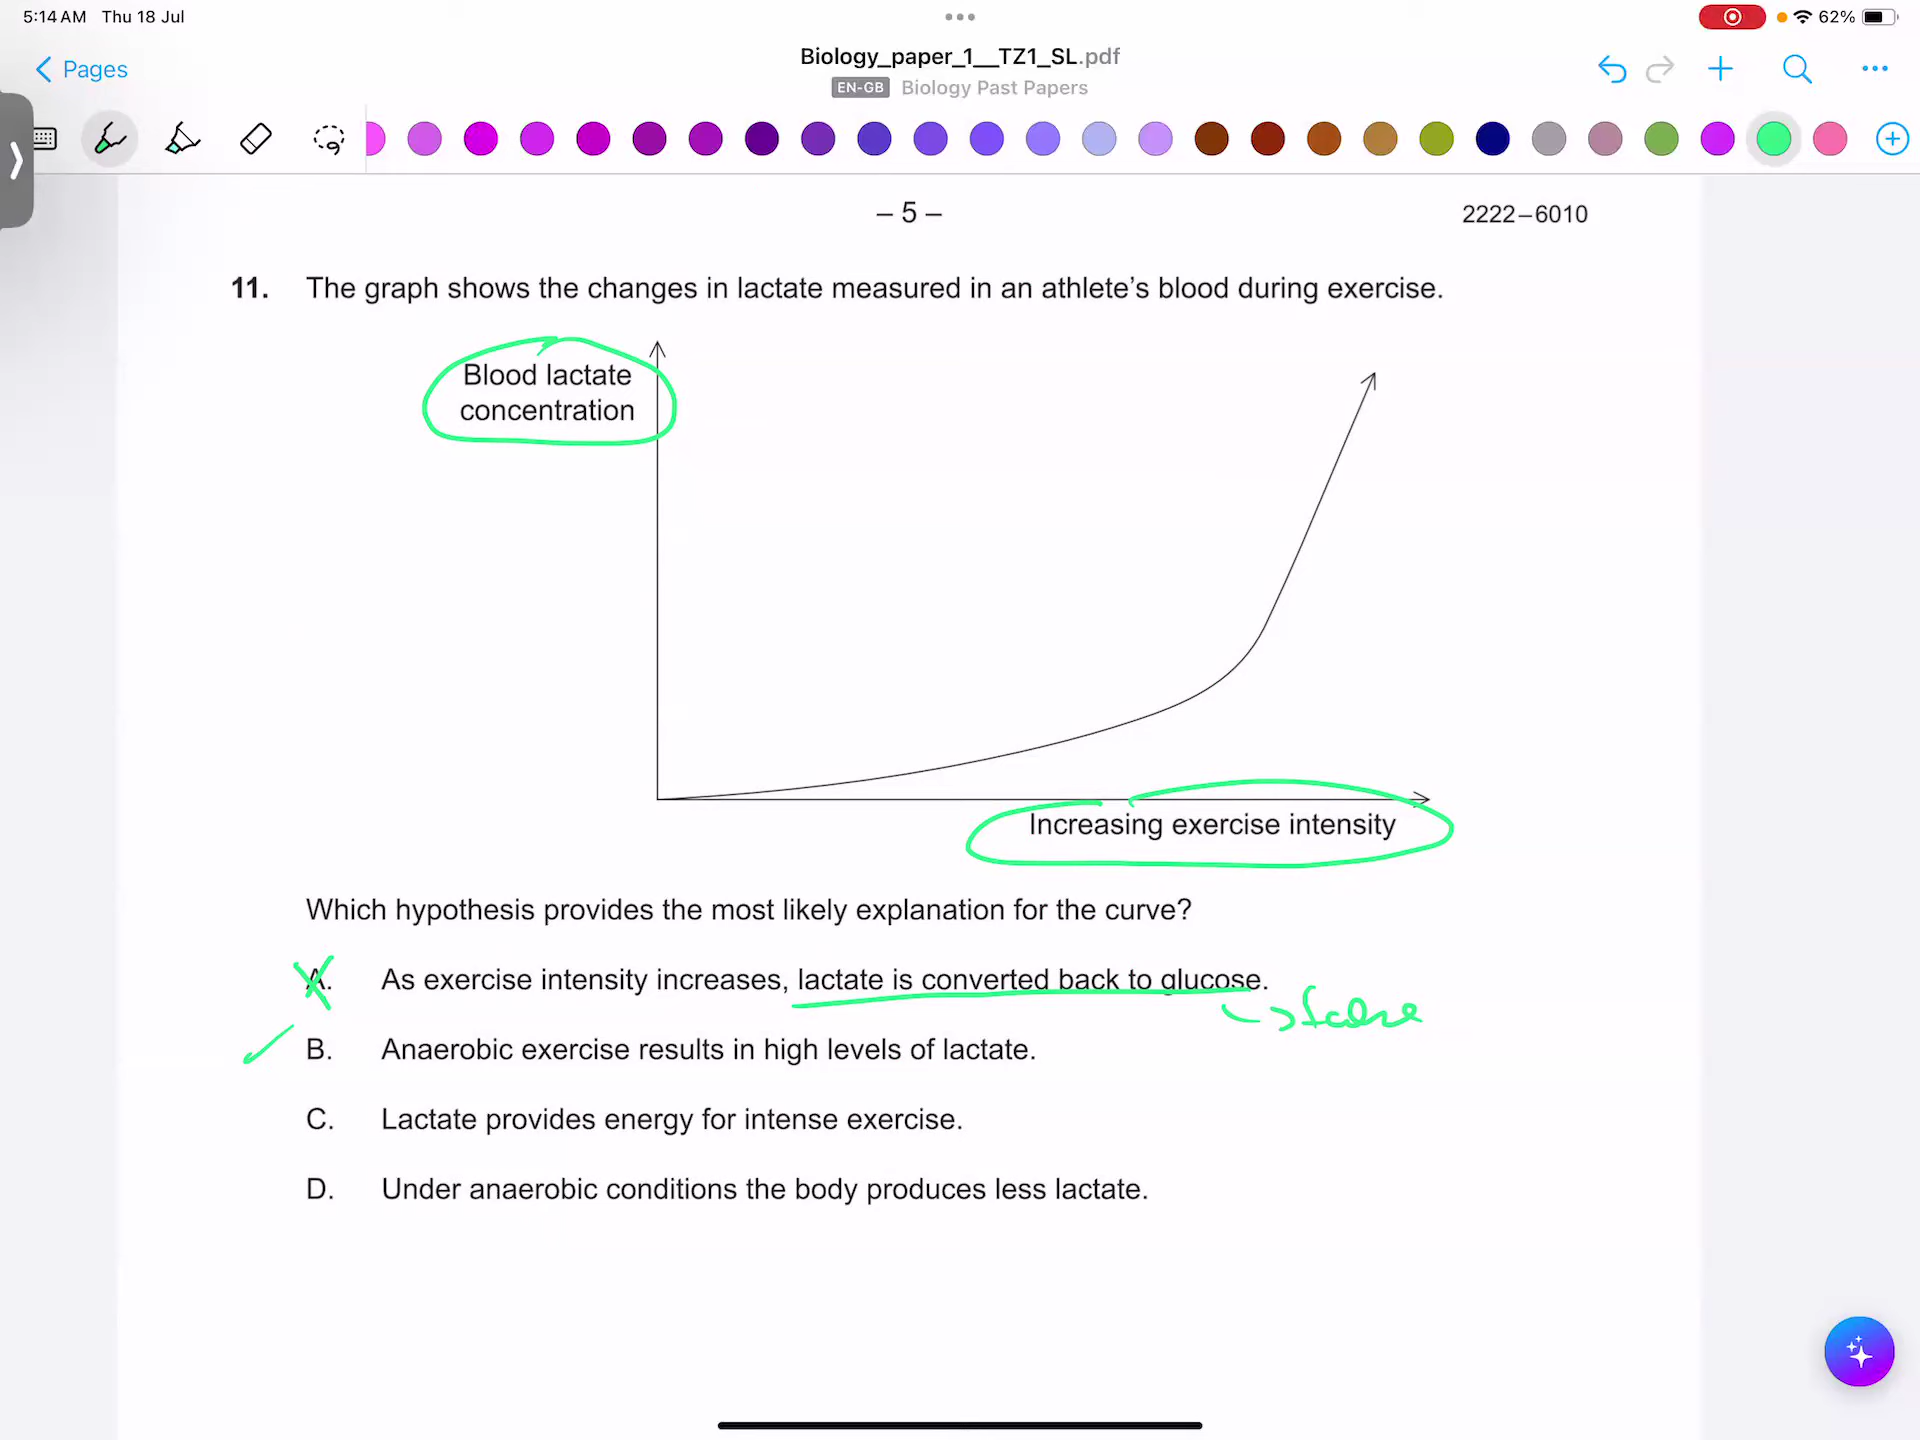 5:14 AM Thu 18 Jul
62%
Pages
Biology_paper_1__TZ1_SL.pdf
EN-GB Biology Past Papers
– 5 –
2222–6010
11. The graph shows the changes in lactate measured in an athlete's blood during exercise.
Blood lactate
concentration
Increasing exercise intensity
Which hypothesis provides the most likely explanation for the curve?
A. As exercise intensity increases, lactate is converted back to glucose.
false
B. Anaerobic exercise results in high levels of lactate.
C. Lactate provides energy for intense exercise.
D. Under anaerobic conditions the body produces less lactate.